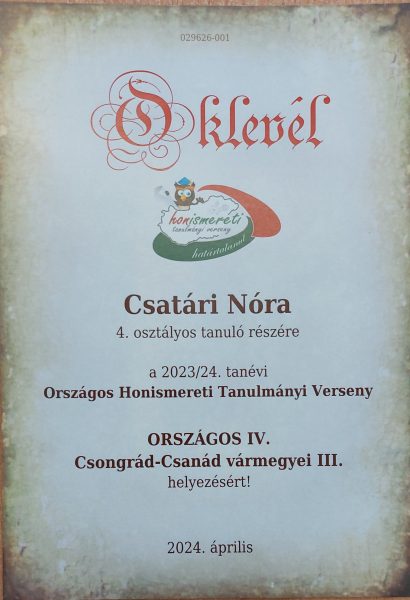 029626-001
Oklevél
honismereti
tanulmányi verseny
határtalanul
Csatári Nóra
4. osztályos tanuló részére
a 2023/24. tanévi
Országos Honismereti Tanulmányi Verseny
ORSZÁGOS IV.
Csongrád-Csanád vármegyei III.
helyezésért!
2024. április